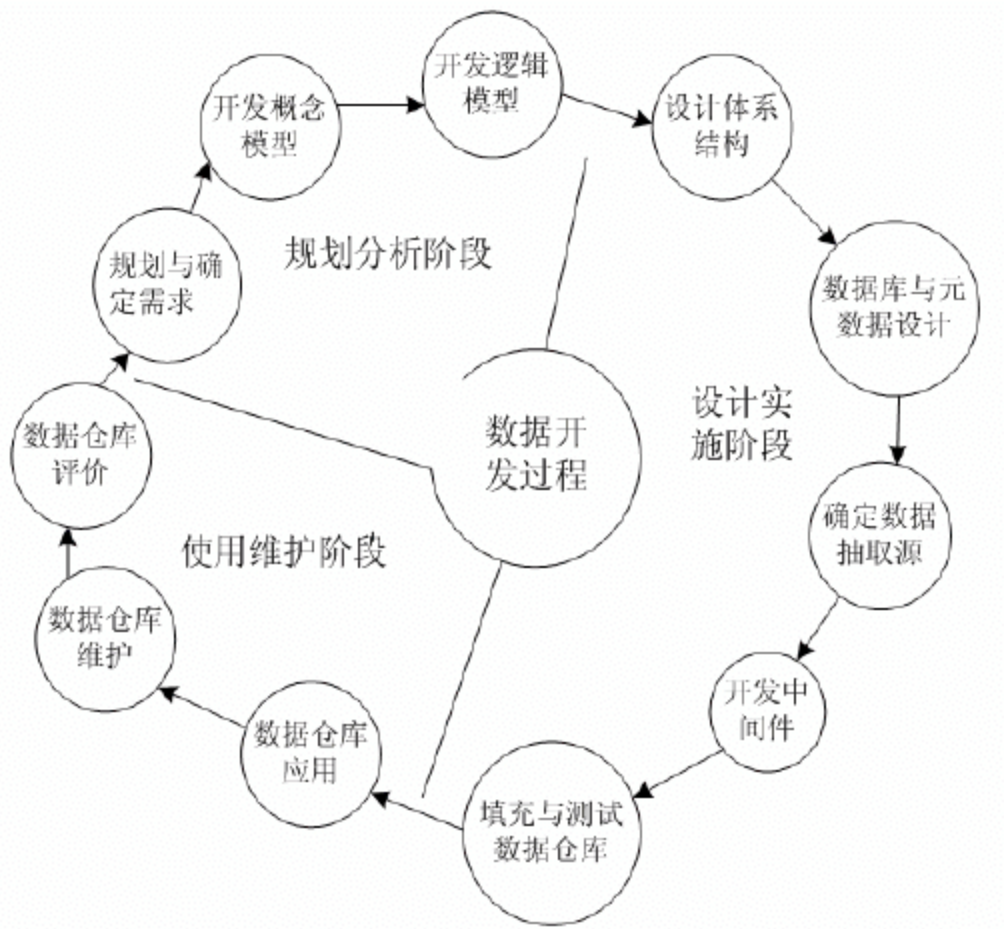 开发逻辑
模型
开发概念
模型
设计体系
结构
规划与确
定需求
规划分析阶段
数据库与元
数据设计
设计实
施阶段
数据开
发过程
数据仓库
评价
确定数据
抽取源
使用维护阶段
数据仓库
维护
开发中
间件
数据仓库
应用
填充与测试
数据仓库